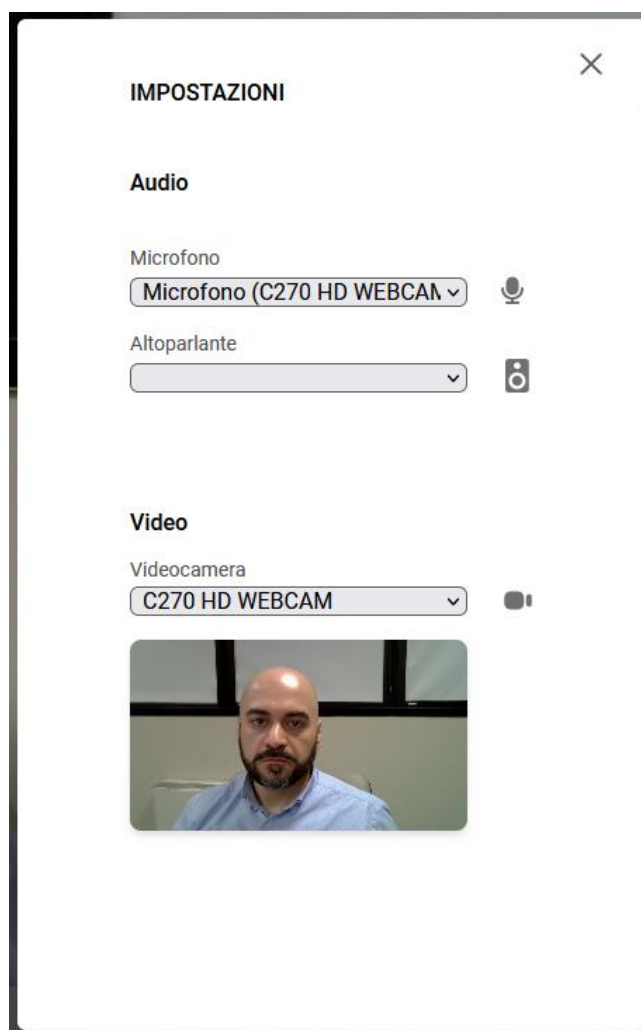 IMPOSTAZIONI
Audio
Microfono
Microfono (C270 HD WEBCAM
Altoparlante
Video
Videocamera
C270 HD WEBCAM